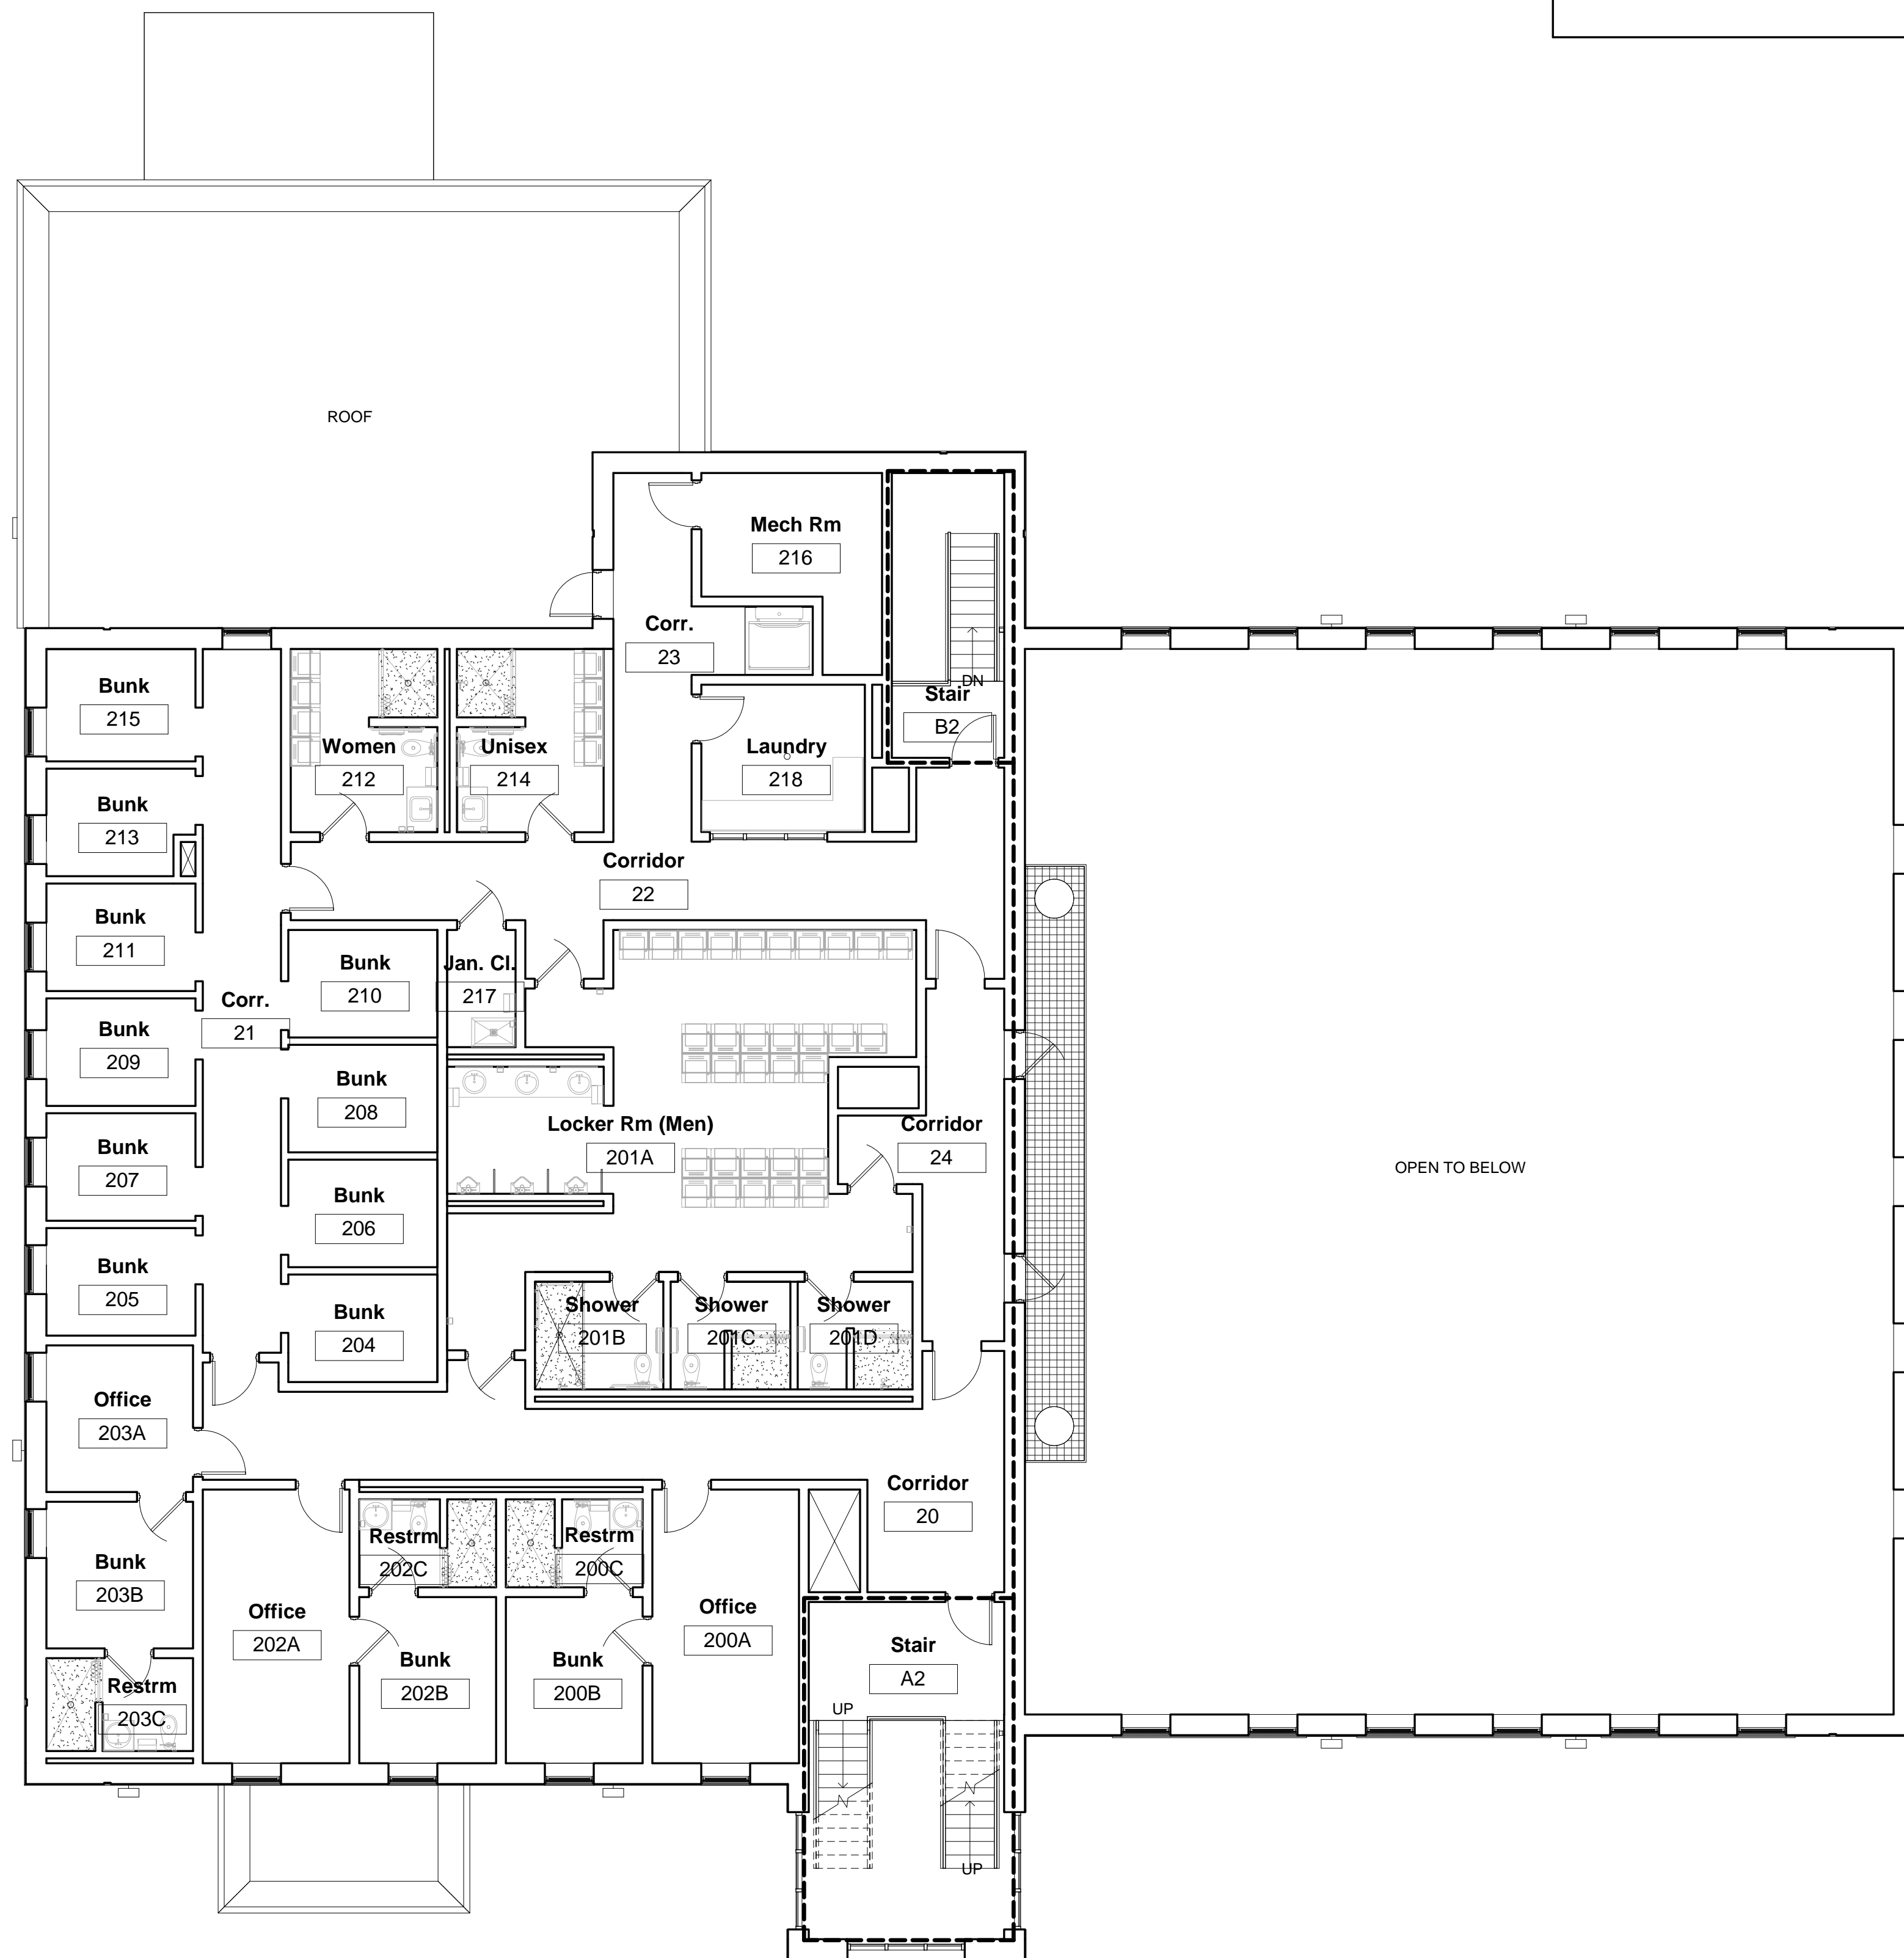 ROOF
Mech Rm
216
Corr.
23
DN
Stair
B2
Bunk
215
Women
212
Unisex
214
Laundry
218
Bunk
213
Corridor
22
Bunk
211
Bunk
210
Jan. Cl.
217
Corr.
21
Bunk
209
Bunk
208
Locker Rm (Men)
201A
Corridor
24
OPEN TO BELOW
Bunk
207
Bunk
206
Bunk
205
Bunk
204
Shower
201B
Shower
201C
Shower
201D
Office
203A
Corridor
20
Restrm
202C
Restrm
200C
Bunk
203B
Office
202A
Office
200A
Bunk
202B
Bunk
200B
Stair
A2
Restrm
203C
UP
UP